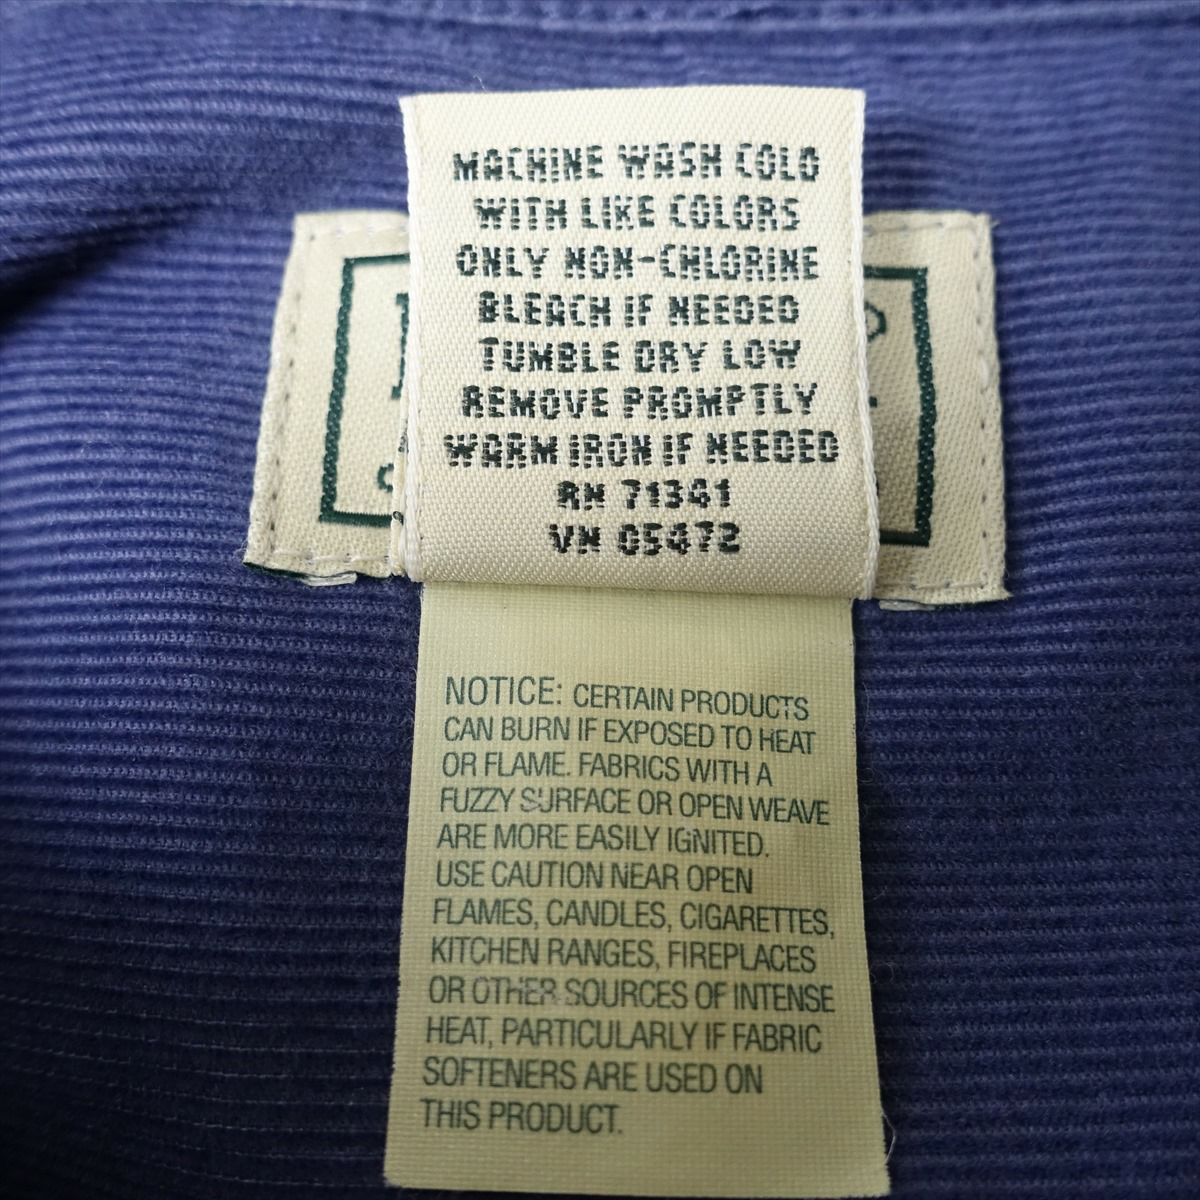 MACHINE WASH COLD
WITH LIKE COLORS
ONLY NON-CHLORINE
BLEACH IF NEEDED
TUMBLE DRY LOW
REMOVE PROMPTLY
WARM IRON IF NEEDED
RN 71341
VN 05472
NOTICE: CERTAIN PRODUCTS
CAN BURN IF EXPOSED TO HEAT
OR FLAME. FABRICS WITH A
FUZZY SURFACE OR OPEN WEAVE
ARE MORE EASILY IGNITED.
USE CAUTION NEAR OPEN
FLAMES, CANDLES, CIGARETTES,
KITCHEN RANGES, FIREPLACES
OR OTHER SOURCES OF INTENSE
HEAT, PARTICULARLY IF FABRIC
SOFTENERS ARE USED ON
THIS PRODUCT.